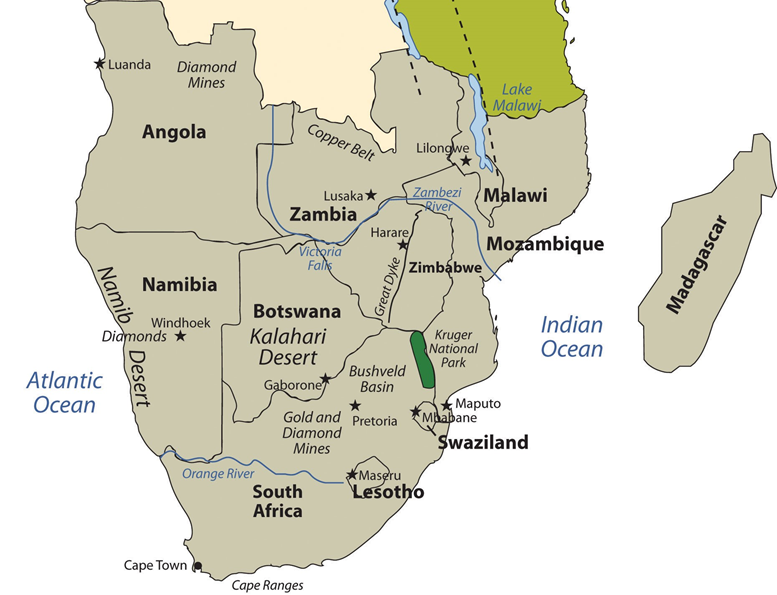 Luanda
Diamond
Mines
Lake
Malawi
Angola
Copper Belt
Lilongwe
Lusaka
Zambezi
River
Malawi
Zambia
Harare
Mozambique
Victoria
Falls
Great Dyke
Zimbabwe
Madagascar
Namibia
Namib
Desert
Botswana
Kalahari
Desert
Windhoek
Diamonds
Indian
Ocean
Kruger
National
Park
Atlantic
Ocean
Gaborone
Bushveld
Basin
Gold and
Diamond
Mines
Pretoria
Maputo
Mbabane
Swaziland
Orange River
Maseru
Lesotho
South
Africa
Cape Town
Cape Ranges